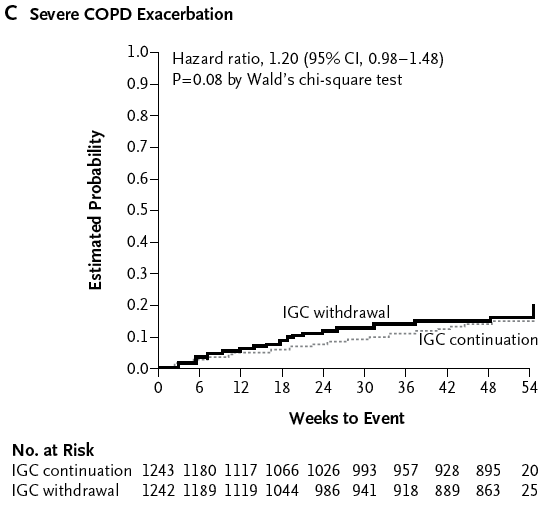 C Severe COPD Exacerbation
Hazard ratio, 1.20 (95% CI, 0.98–1.48)
P=0.08 by Wald's chi-square test
Estimated Probability
1.0
0.9
0.8
0.7
0.6
0.5
0.4
0.3
0.2
0.1
0.0
IGC withdrawal
IGC continuation
0 6 12 18 24 30 36 42 48 54
Weeks to Event
No. at Risk
IGC continuation 1243 1180 1117 1066 1026 993 957 928 895 20
IGC withdrawal 1242 1189 1119 1044 986 941 918 889 863 25